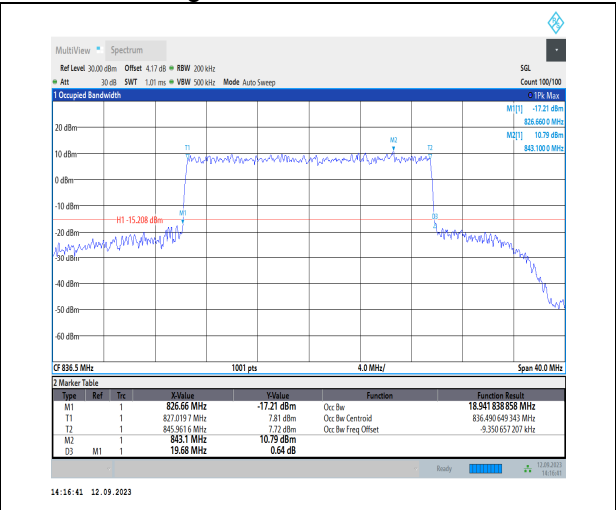 MultiView * Spectrum
Ref Level 30.00 dBm Offset 4.17 dB RBW 200 kHz SGL
Att 30 dB SWT 1.01 ms VBW 500 kHz Mode Auto Sweep Count 100/100
1 Occupied Bandwidth 1Pk Max
M1[1] -17.21 dBm
826.660 0 MHz
M2[1] 10.79 dBm
843.100 0 MHz
20 dBm
M2
T1 T2
10 dBm
0 dBm
-10 dBm
M1
D3
H1 -15.208 dBm
-20 dBm
-30 dBm
-40 dBm
-50 dBm
-60 dBm
CF 836.5 MHz 1001 pts 4.0 MHz/ Span 40.0 MHz
2 Marker Table
Type Ref Trc X-Value Y-Value Function Function Result
M1 1 826.66 MHz -17.21 dBm Occ Bw 18.941 838 858 MHz
T1 1 827.019 7 MHz 7.81 dBm Occ Bw Centroid 836.490 649 343 MHz
T2 1 845.961 6 MHz 7.72 dBm Occ Bw Freq Offset -9.350 657 207 kHz
M2 1 843.1 MHz 10.79 dBm
D3 M1 1 19.68 MHz 0.64 dB
Ready 12.09.2023
14:16:41
14:16:41 12.09.2023